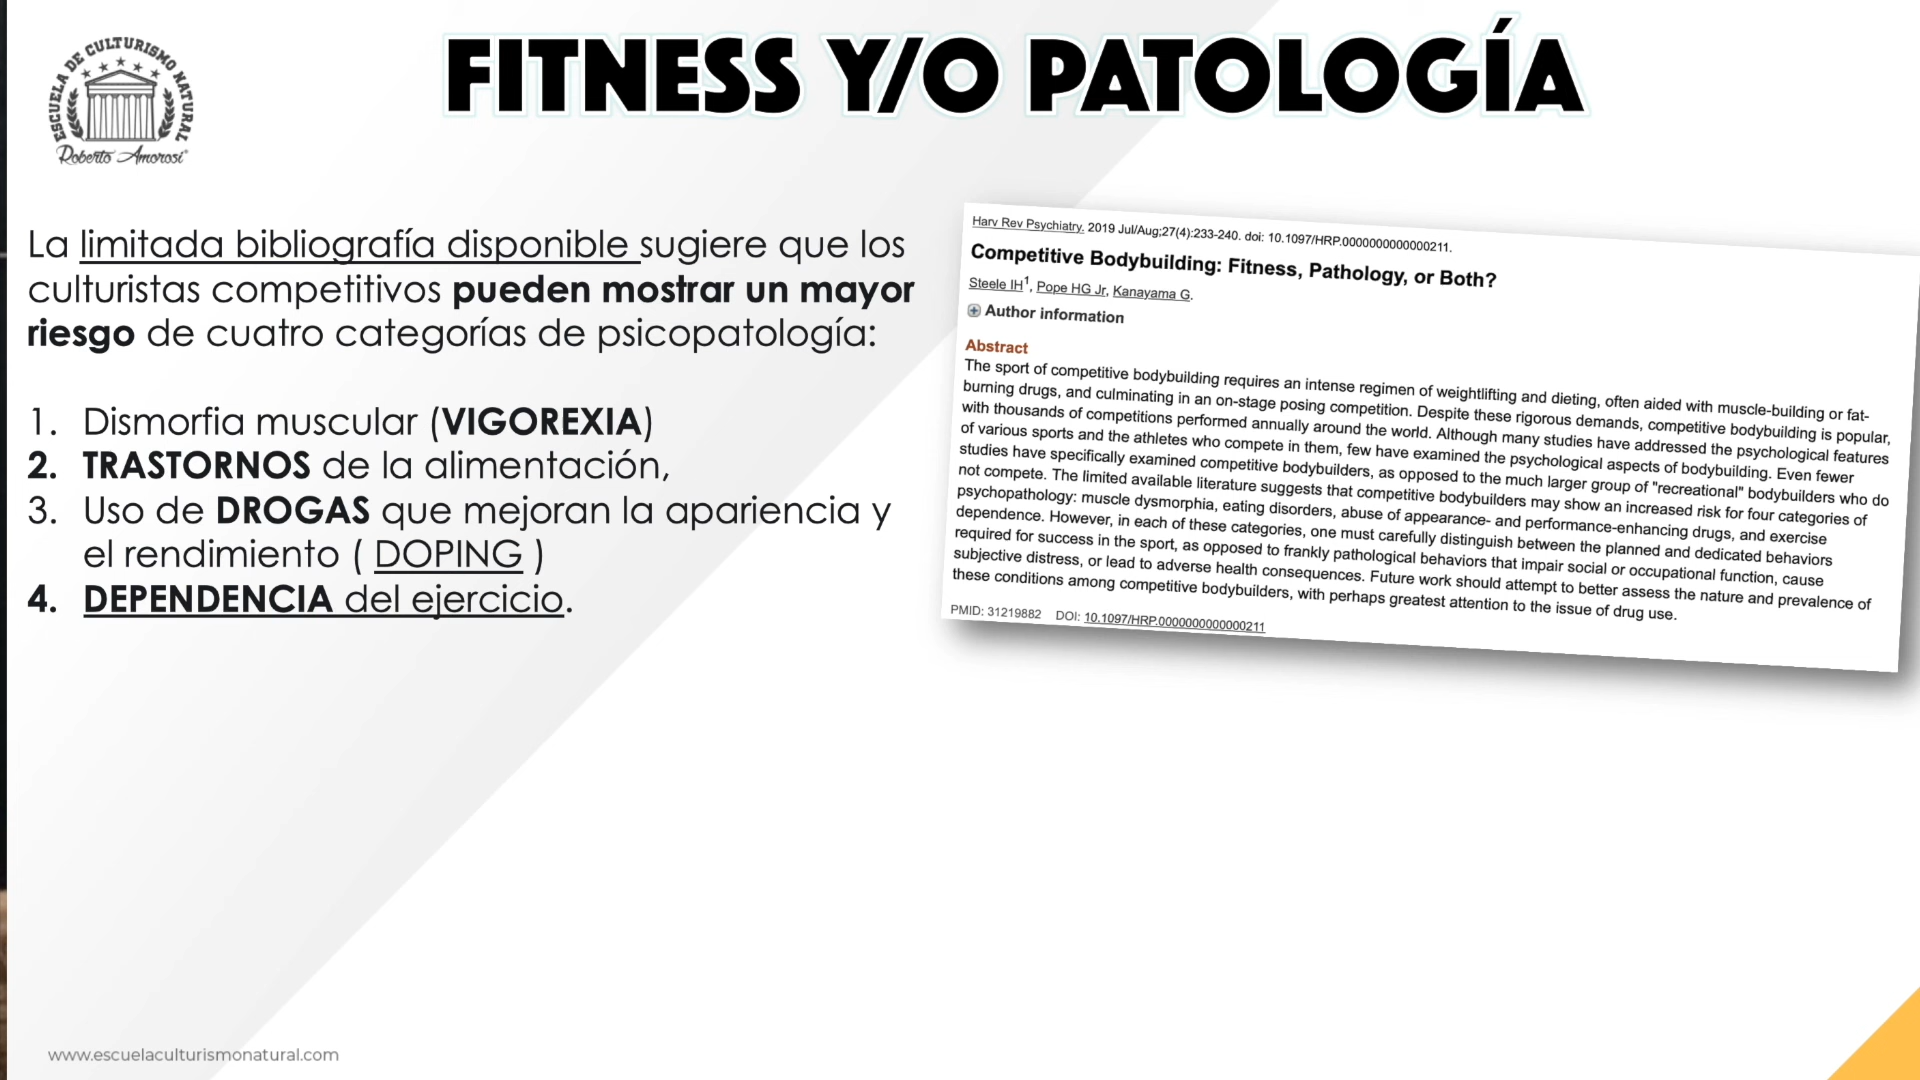 ESCUELA DE CULTURISMO NATURAL
Roberto Amorosi
FITNESS Y/O PATOLOGÍA
La limitada bibliografía disponible sugiere que los
culturistas competitivos pueden mostrar un mayor
riesgo de cuatro categorías de psicopatología:
1. Dismorfia muscular (VIGOREXIA)
2. TRASTORNOS de la alimentación,
3. Uso de DROGAS que mejoran la apariencia y
el rendimiento ( DOPING )
4. DEPENDENCIA del ejercicio.
Harv Rev Psychiatry. 2019 Jul/Aug;27(4):233-240. doi: 10.1097/HRP.0000000000000211.
Competitive Bodybuilding: Fitness, Pathology, or Both?
Steele IH1, Pope HG Jr, Kanayama G.
Author information
Abstract
The sport of competitive bodybuilding requires an intense regimen of weightlifting and dieting, often aided with muscle-building or fat-
burning drugs, and culminating in an on-stage posing competition. Despite these rigorous demands, competitive bodybuilding is popular,
with thousands of competitions performed annually around the world. Although many studies have addressed the psychological features
of various sports and the athletes who compete in them, few have examined the psychological aspects of bodybuilding. Even fewer
studies have specifically examined competitive bodybuilders, as opposed to the much larger group of "recreational" bodybuilders who do
not compete. The limited available literature suggests that competitive bodybuilders may show an increased risk for four categories of
psychopathology: muscle dysmorphia, eating disorders, abuse of appearance- and performance-enhancing drugs, and exercise
dependence. However, in each of these categories, one must carefully distinguish between the planned and dedicated behaviors
required for success in the sport, as opposed to frankly pathological behaviors that impair social or occupational function, cause
subjective distress, or lead to adverse health consequences. Future work should attempt to better assess the nature and prevalence of
these conditions among competitive bodybuilders, with perhaps greatest attention to the issue of drug use.
PMID: 31219882 DOI: 10.1097/HRP.0000000000000211
www.escuelaculturismonatural.com